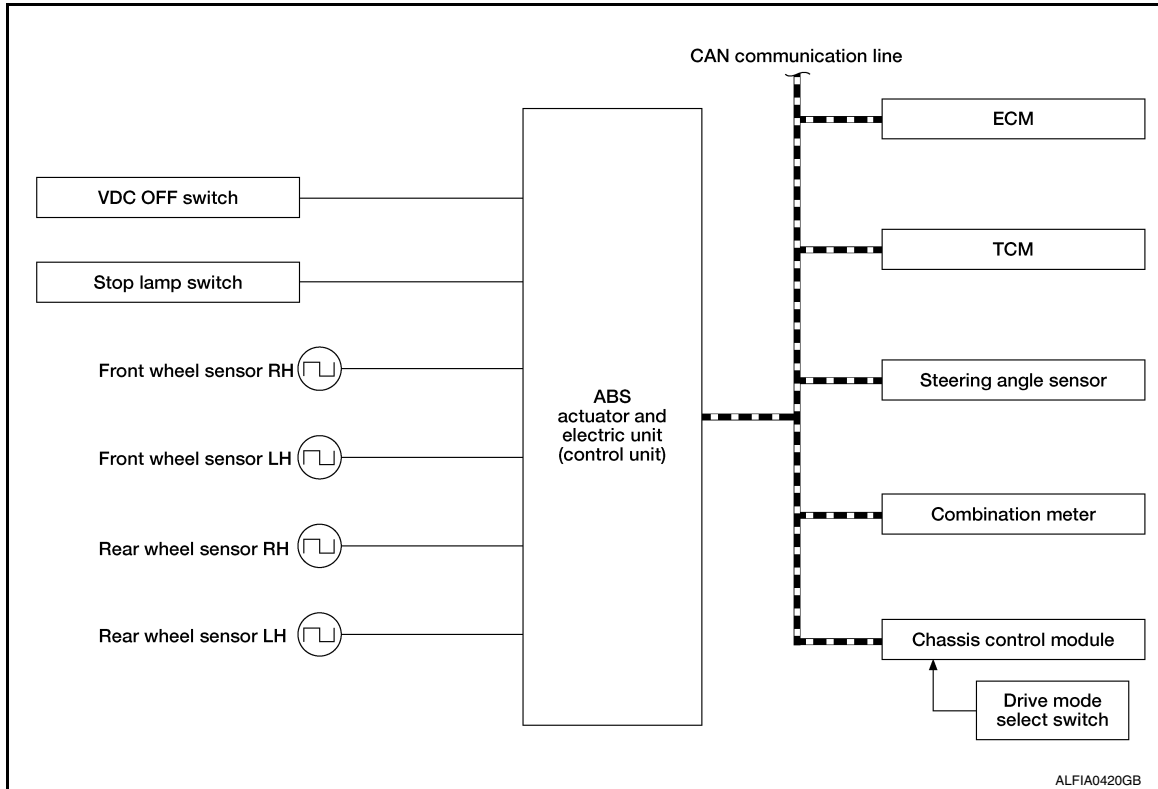 CAN communication line
ECM
VDC OFF switch
TCM
Stop lamp switch
Front wheel sensor RH
Steering angle sensor
ABS
actuator and
electric unit
(control unit)
Front wheel sensor LH
Combination meter
Rear wheel sensor RH
Rear wheel sensor LH
Chassis control module
Drive mode
select switch
ALFIA0420GB